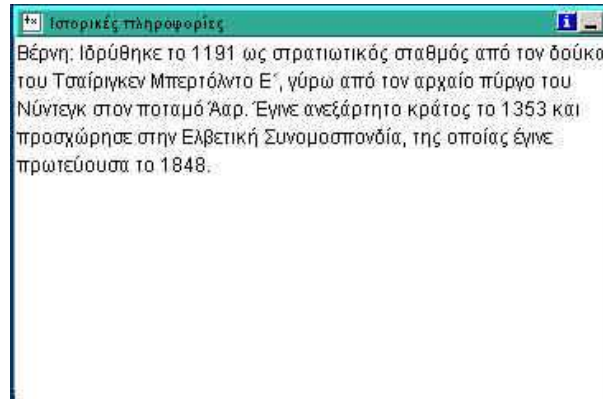 Ιστορικές πληροφορίες
Βέρνη: Ιδρύθηκε το 1191 ως στρατιωτικός σταθμός από τον δούκα
του Τσαίριγκεν Μπερτόλντο Ε΄, γύρω από τον αρχαίο πύργο του
Νύντεγκ στον ποταμό Άαρ. Έγινε ανεξάρτητο κράτος το 1353 και
προσχώρησε στην Ελβετική Συνομοσπονδία, της οποίας έγινε
πρωτεύουσα το 1848.